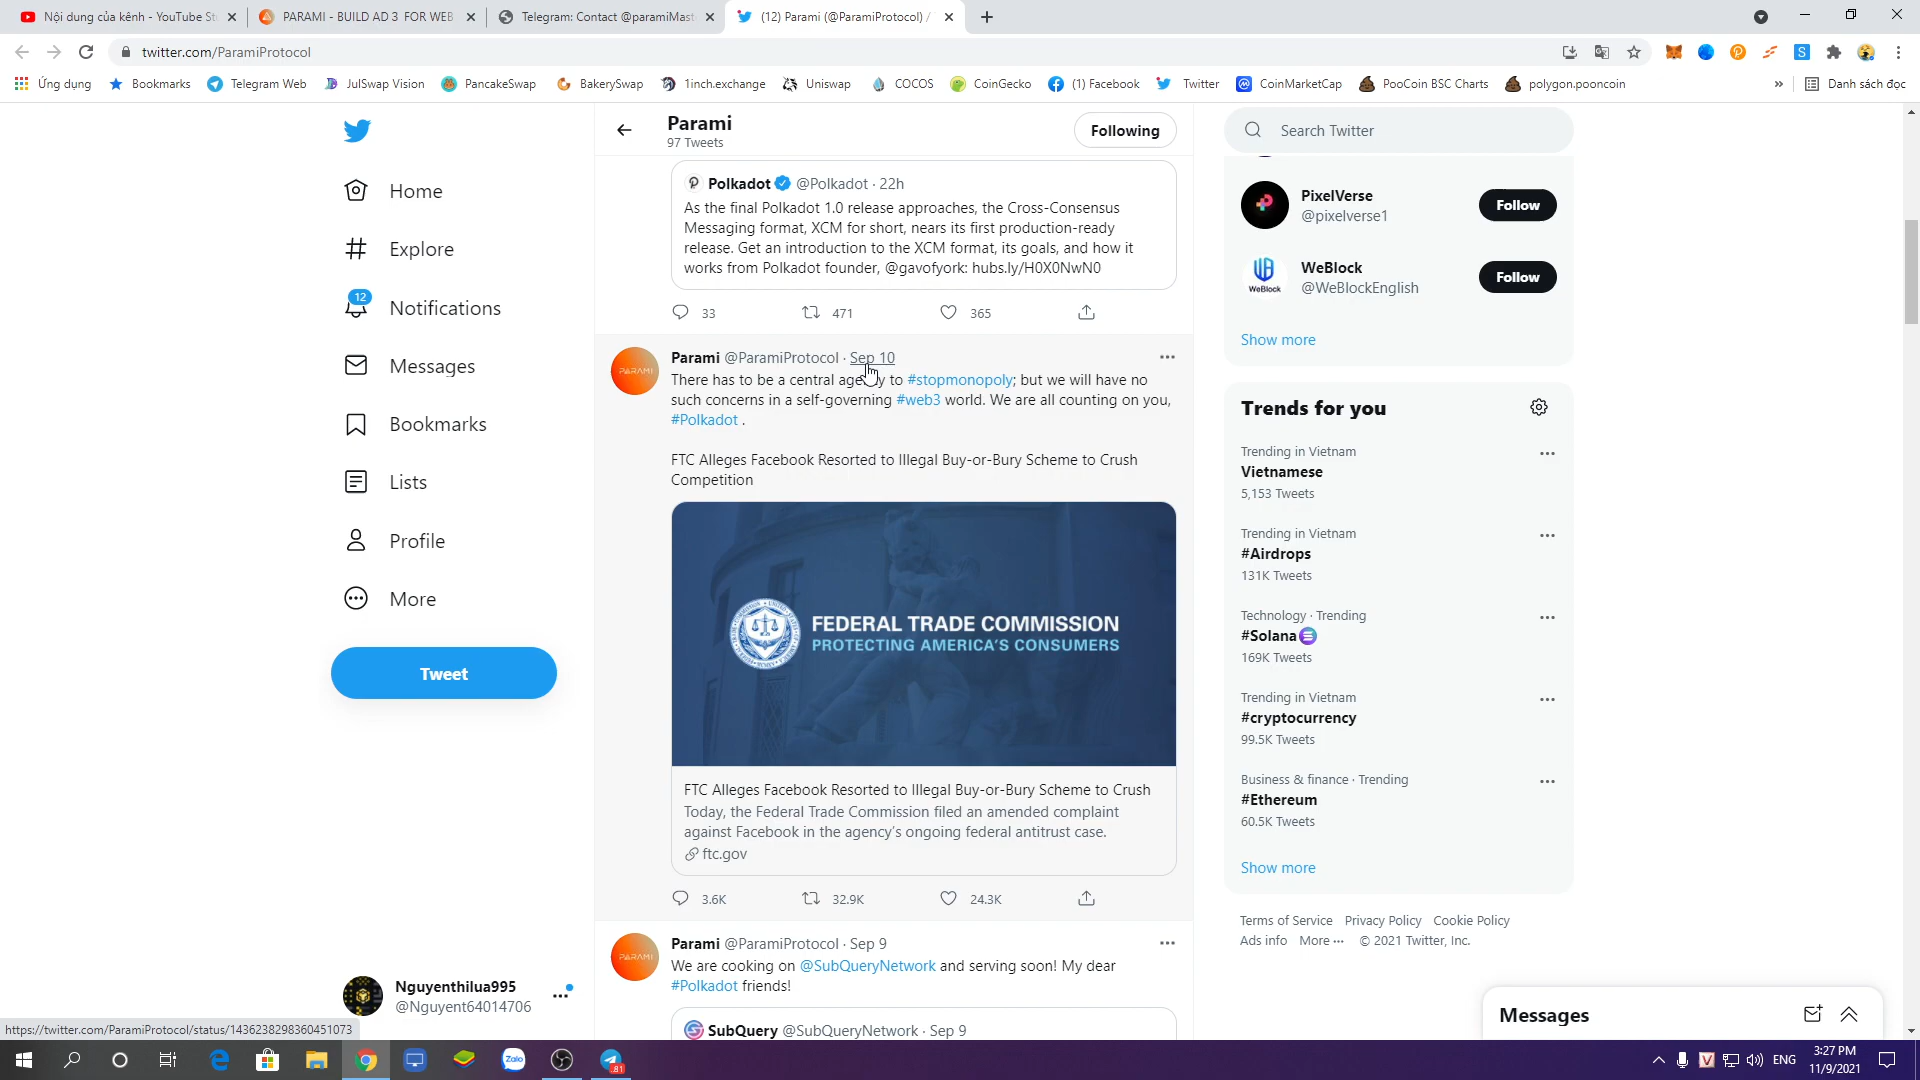 Nội dung của kênh - YouTube St
PARAMI - BUILD AD 3 FOR WEB
Telegram: Contact @paramiMast
(12) Parami (@ParamiProtocol) /
twitter.com/ParamiProtocol
Ứng dụng
Bookmarks
Telegram Web
JulSwap Vision
PancakeSwap
BakerySwap
1inch.exchange
Uniswap
COCOS
CoinGecko
(1) Facebook
Twitter
CoinMarketCap
PooCoin BSC Charts
polygon.pooncoin
»
Danh sách đọc
Home
Explore
12
Notifications
Messages
Bookmarks
Lists
Profile
More
Tweet
Nguyenthilua995
@Nguyent64014706
https://twitter.com/ParamiProtocol/status/1436238298360451073
Parami
97 Tweets
Following
Polkadot @Polkadot · 22h
As the final Polkadot 1.0 release approaches, the Cross-Consensus
Messaging format, XCM for short, nears its first production-ready
release. Get an introduction to the XCM format, its goals, and how it
works from Polkadot founder, @gavofyork: hubs.ly/H0X0NwN0
33 471 365
PARAMI
Parami @ParamiProtocol · Sep 10
There has to be a central agency to #stopmonopoly; but we will have no
such concerns in a self-governing #web3 world. We are all counting on you,
#Polkadot .
FTC Alleges Facebook Resorted to Illegal Buy-or-Bury Scheme to Crush
Competition
FEDERAL TRADE COMMISSION
PROTECTING AMERICA'S CONSUMERS
FTC Alleges Facebook Resorted to Illegal Buy-or-Bury Scheme to Crush
Today, the Federal Trade Commission filed an amended complaint
against Facebook in the agency's ongoing federal antitrust case.
ftc.gov
3.6K 32.9K 24.3K
PARAMI
Parami @ParamiProtocol · Sep 9
We are cooking on @SubQueryNetwork and serving soon! My dear
#Polkadot friends!
SubQuery @SubQueryNetwork · Sep 9
Search Twitter
PixelVerse
@pixelverse1
Follow
WeBlock
WeBlock
@WeBlockEnglish
Follow
Show more
Trends for you
Trending in Vietnam
Vietnamese
5,153 Tweets
Trending in Vietnam
#Airdrops
131K Tweets
Technology · Trending
#Solana
169K Tweets
Trending in Vietnam
#cryptocurrency
99.5K Tweets
Business & finance · Trending
#Ethereum
60.5K Tweets
Show more
Terms of Service Privacy Policy Cookie Policy
Ads info More ··· © 2021 Twitter, Inc.
Messages
Zalo
81
ENG
3:27 PM
11/9/2021